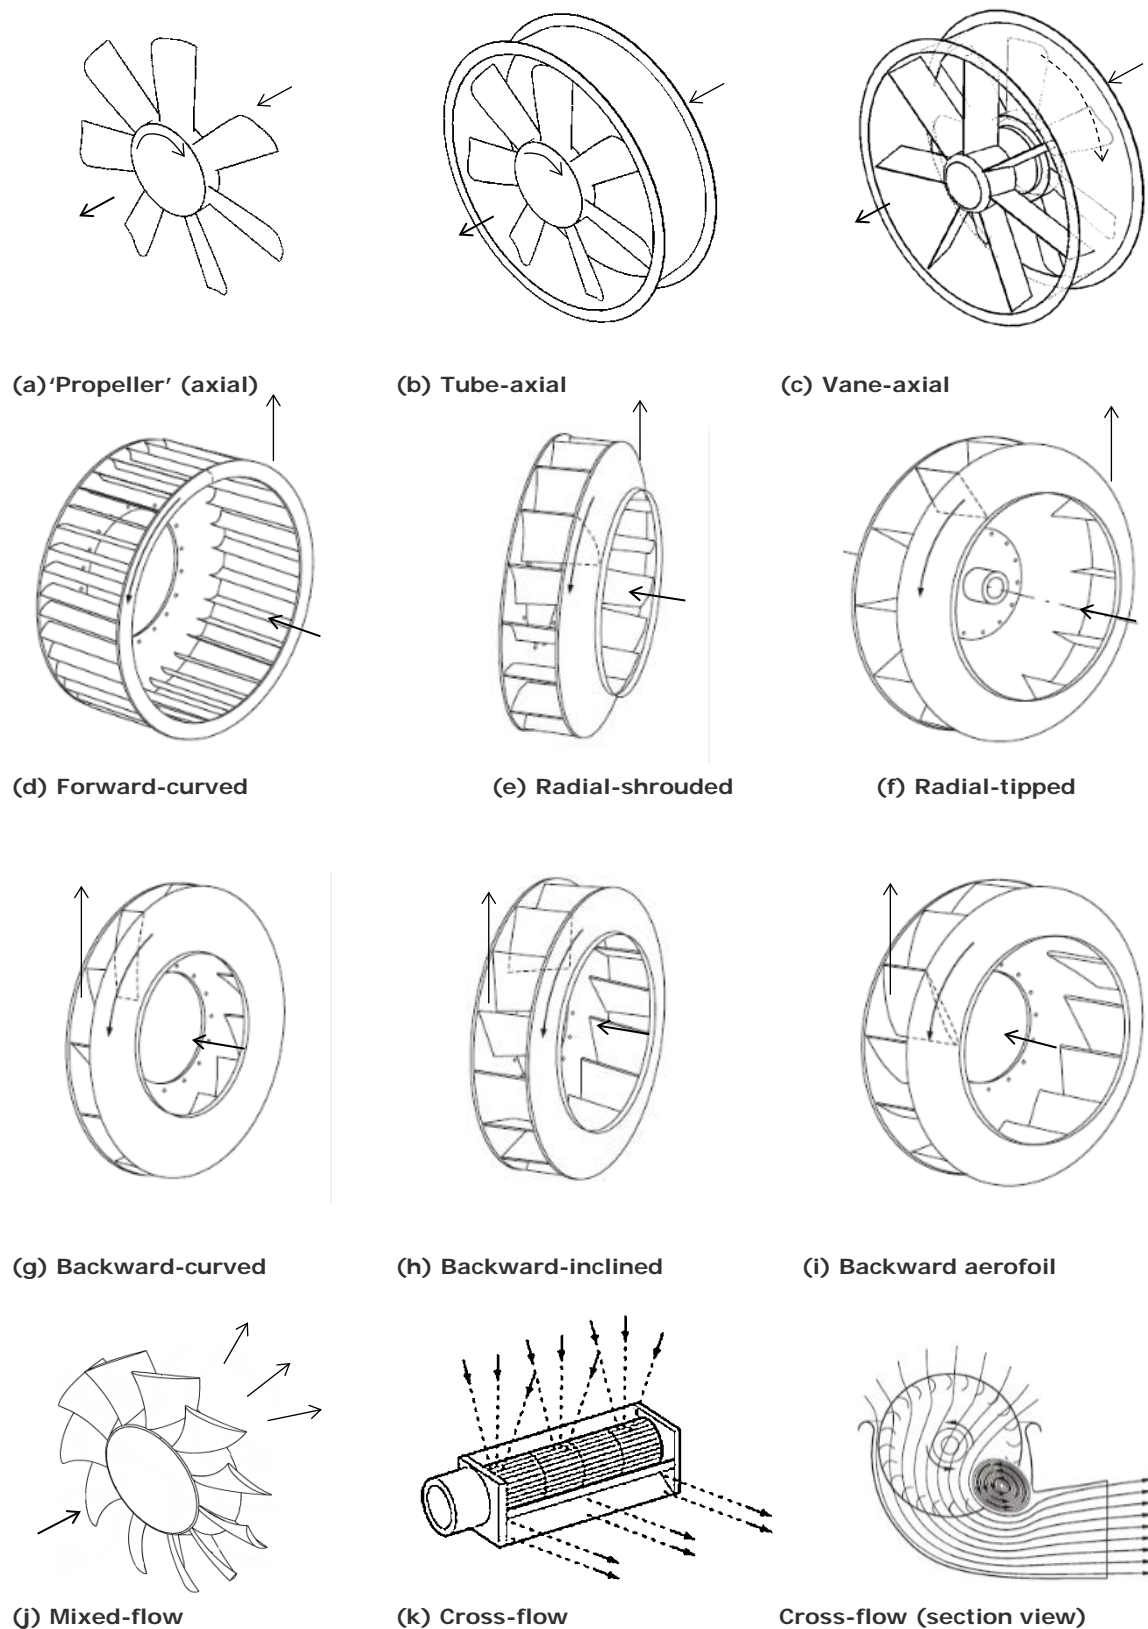 (a) 'Propeller' (axial)
(b) Tube-axial
(c) Vane-axial
(d) Forward-curved
(e) Radial-shrouded
(f) Radial-tipped
(g) Backward-curved
(h) Backward-inclined
(i) Backward aerofoil
(j) Mixed-flow
(k) Cross-flow
Cross-flow (section view)